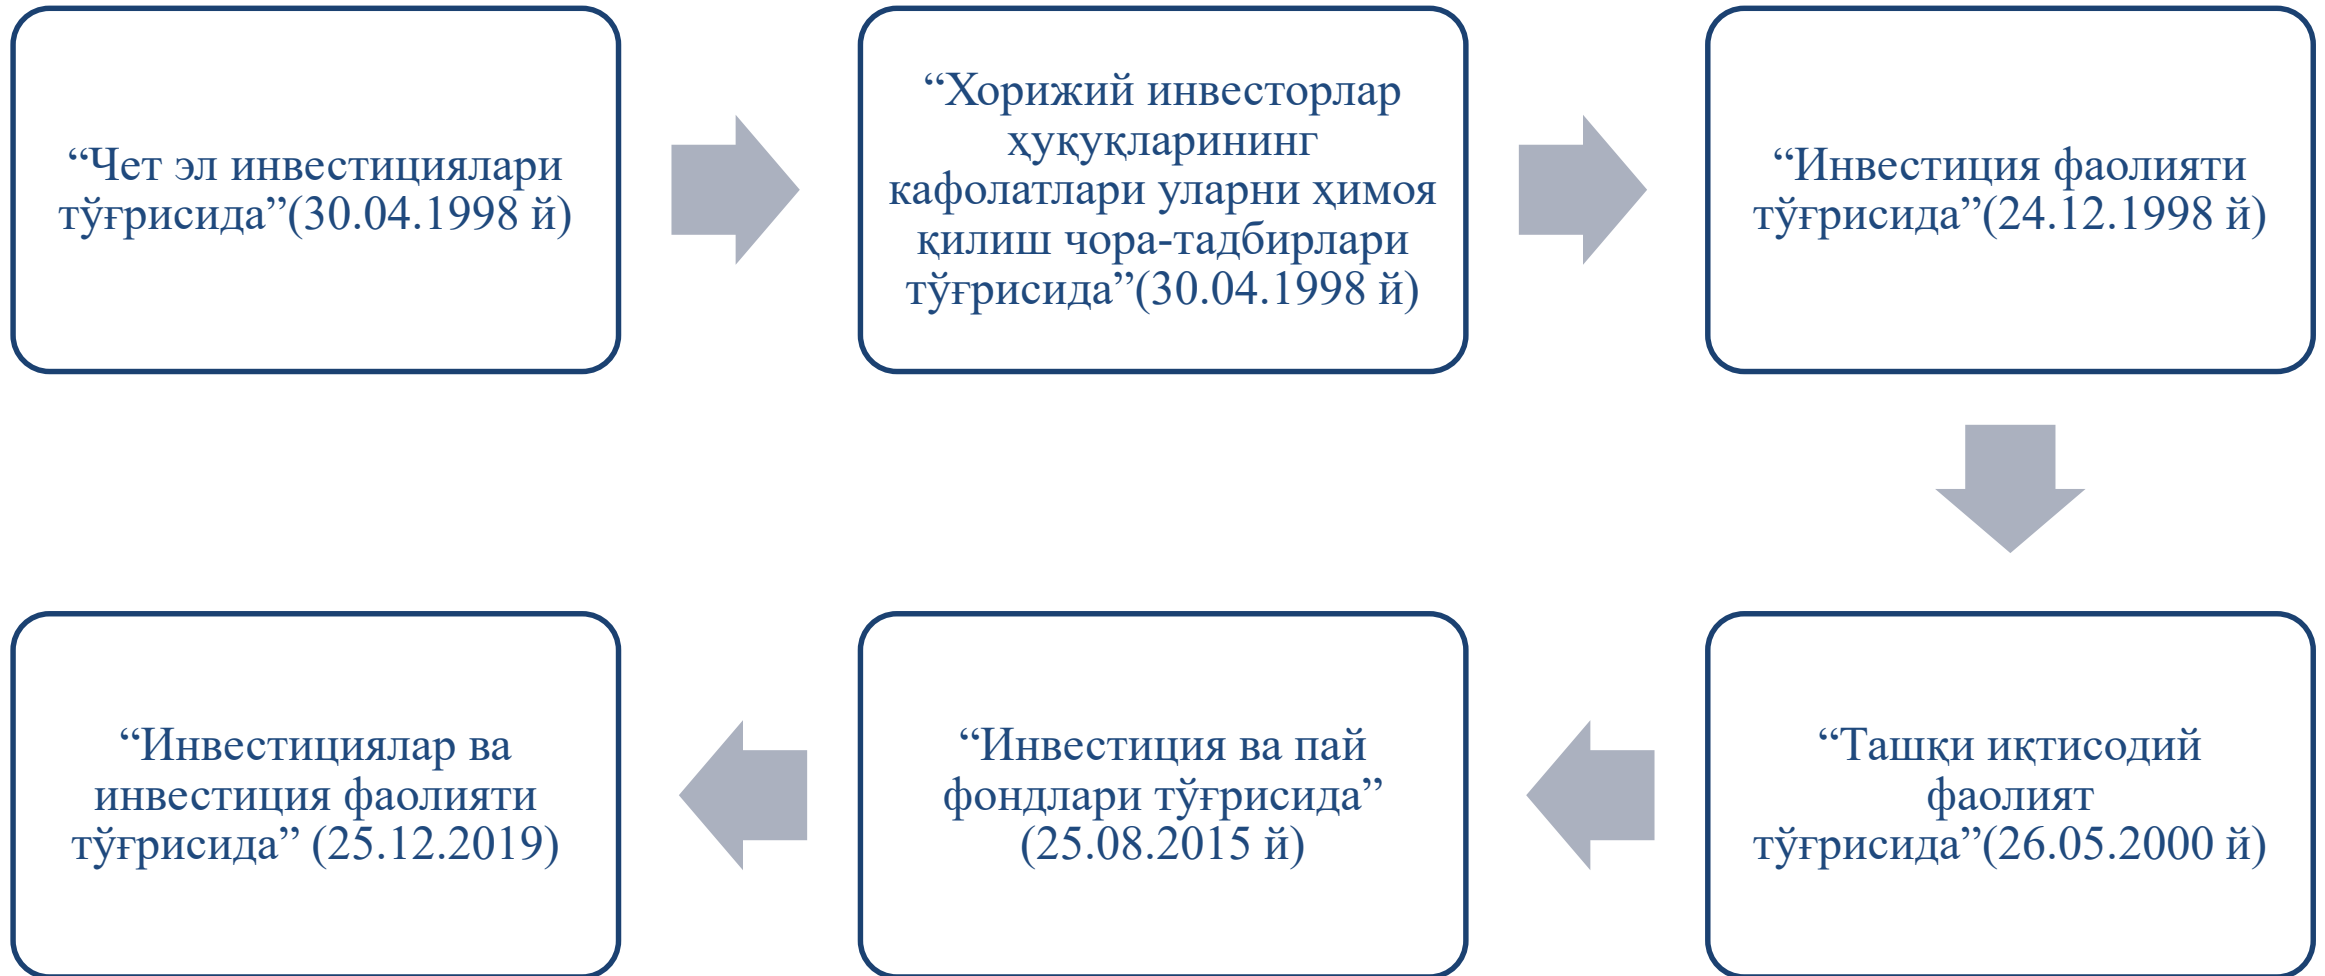 “Чет эл инвестициялари
тўғрисида”(30.04.1998 й)
“Хорижий инвесторлар
ҳуқуқларининг
кафолатлари уларни ҳимоя
қилиш чора-тадбирлари
тўғрисида”(30.04.1998 й)
“Инвестиция фаолияти
тўғрисида”(24.12.1998 й)
“Ташқи иқтисодий
фаолият
тўғрисида”(26.05.2000 й)
“Инвестиция ва пай
фондлари тўғрисида”
(25.08.2015 й)
“Инвестициялар ва
инвестиция фаолияти
тўғрисида” (25.12.2019)